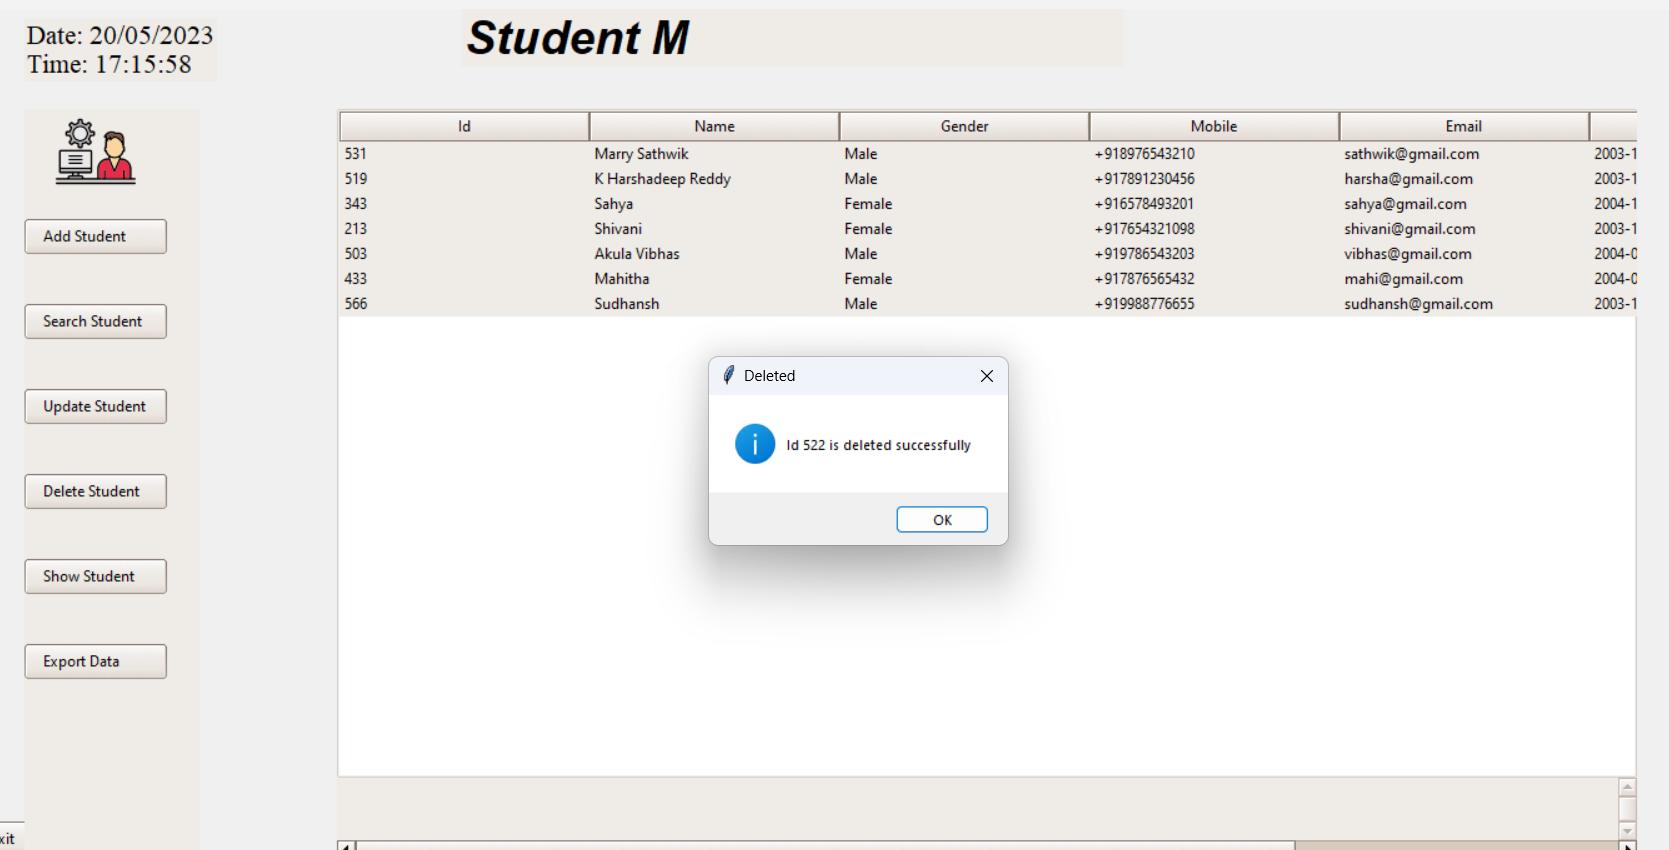 Date: 20/05/2023
Time: 17:15:58
Student M
Add Student
Search Student
Update Student
Delete Student
Show Student
Export Data
xit
Id Name Gender Mobile Email
531 Marry Sathwik Male +918976543210 sathwik@gmail.com 2003-1
519 K Harshadeep Reddy Male +917891230456 harsha@gmail.com 2003-1
343 Sahya Female +916578493201 sahya@gmail.com 2004-1
213 Shivani Female +917654321098 shivani@gmail.com 2003-1
503 Akula Vibhas Male +919786543203 vibhas@gmail.com 2004-0
433 Mahitha Female +917876565432 mahi@gmail.com 2004-0
566 Sudhansh Male +919988776655 sudhansh@gmail.com 2003-1
Deleted
Id 522 is deleted successfully
OK